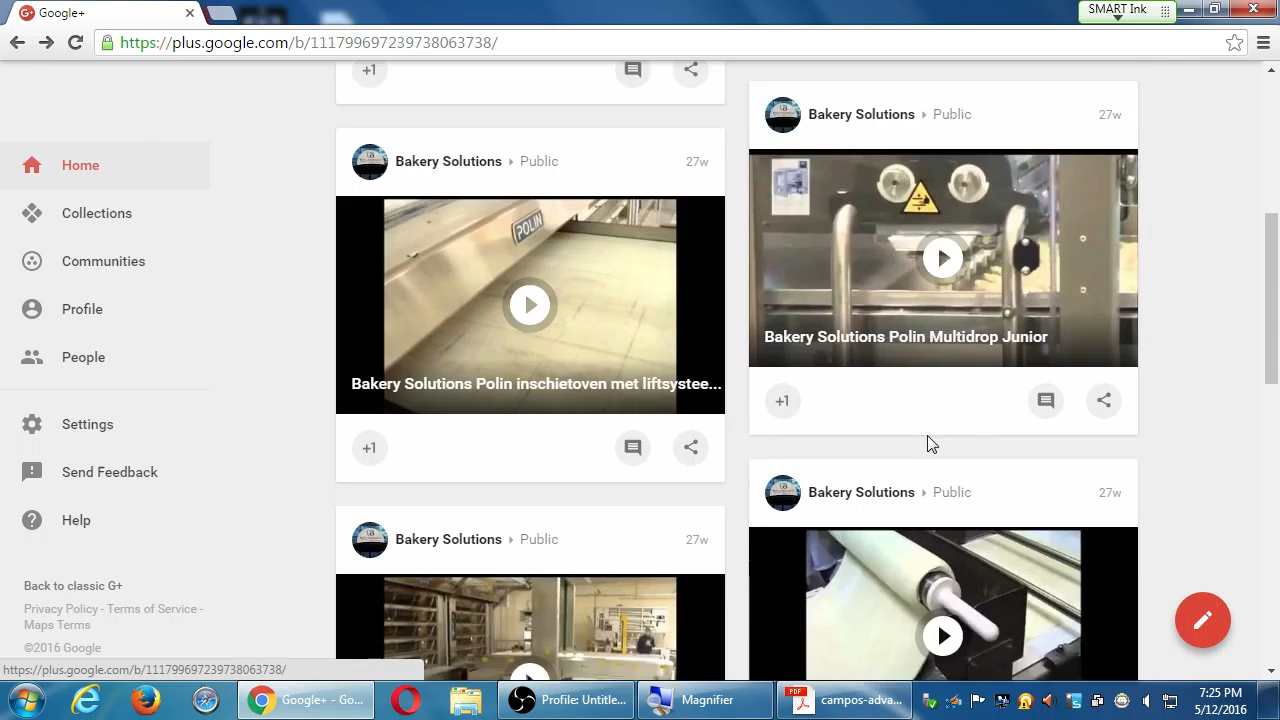 Google+
SMART Ink
https://plus.google.com/b/111799697239738063738/
+1
Home
Collections
Communities
Profile
People
Settings
Send Feedback
Help
Back to classic G+
Privacy Policy - Terms of Service -
Maps Terms
©2016 Google
Bakery Solutions Public 27w
POLIN
Bakery Solutions Polin inschietoven met liftsystee...
+1
Bakery Solutions Public 27w
Bakery Solutions Public 27w
Bakery Solutions Polin Multidrop Junior
+1
Bakery Solutions Public 27w
https://plus.google.com/b/111799697239738063738/
Google+ - Go...
Profile: Untitle...
Magnifier
PDF
campos-adva...
7:25 PM
5/12/2016